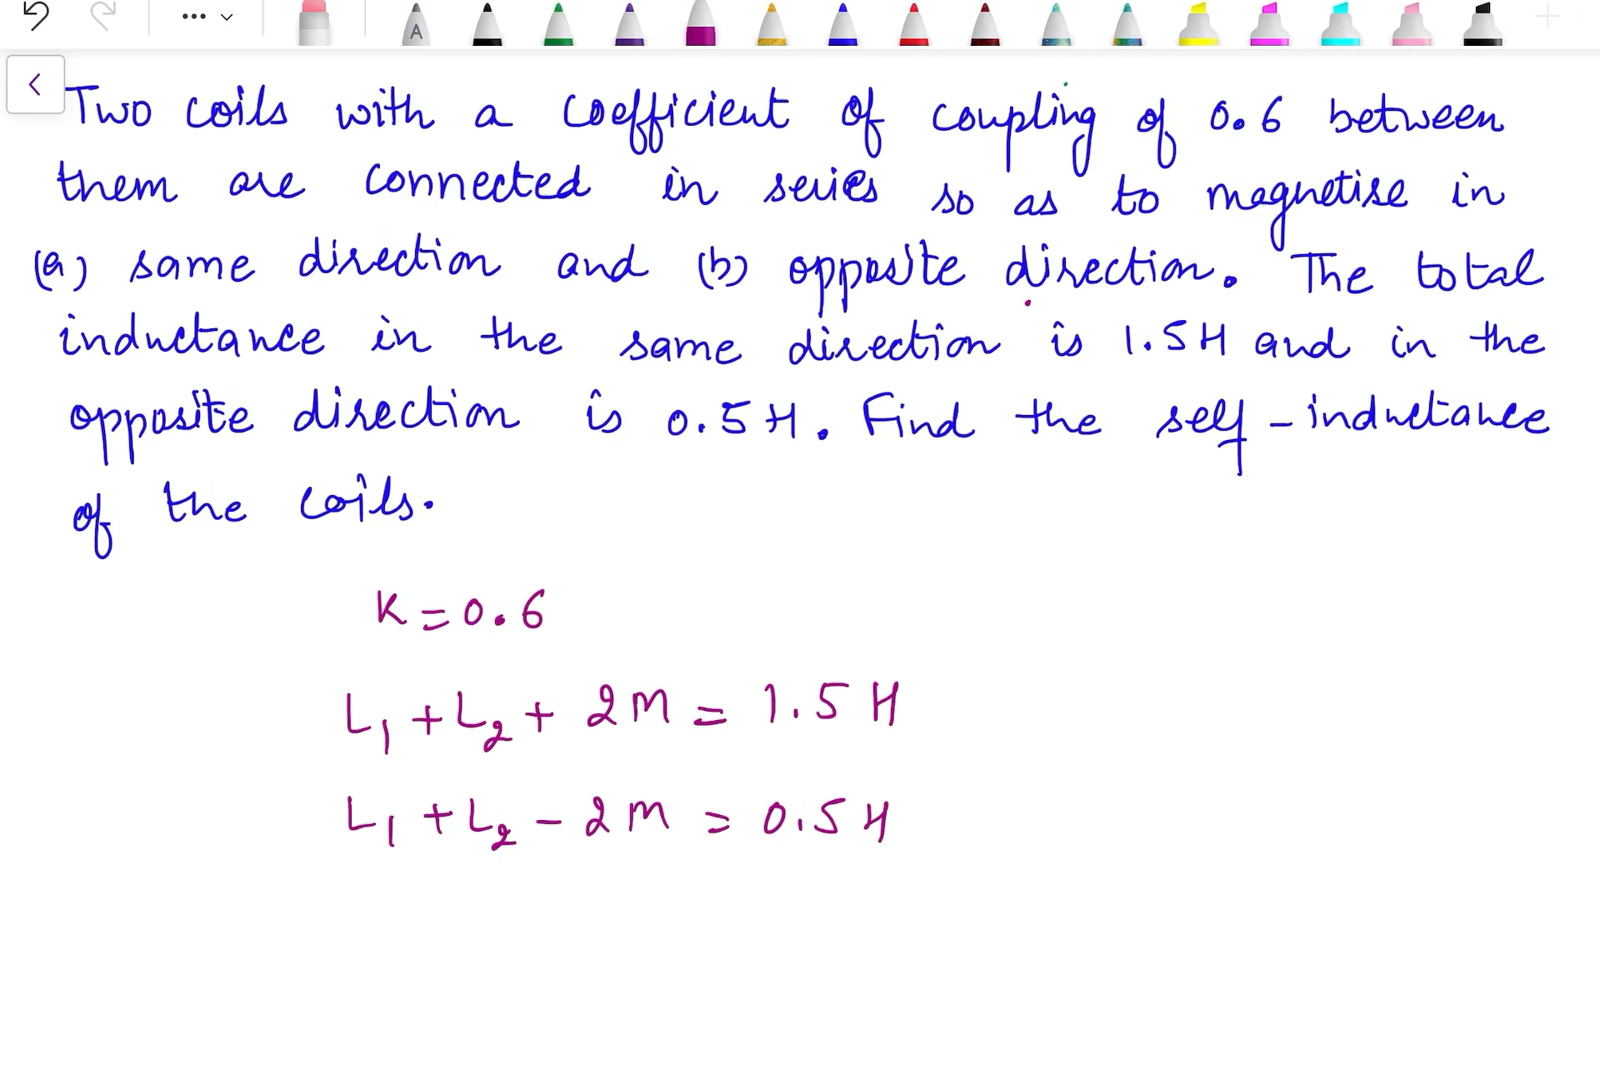 A
Two coils with a coefficient of coupling of 0.6 between
them are connected in series so as to magnetise in
(a) same direction and (b) opposite direction. The total
inductance in the same direction is 1.5H and in the
opposite direction is 0.5H. Find the self-inductance
of the coils.
K = 0.6
L₁ + L₂ + 2M = 1.5 H
L₁ + L₂ - 2M = 0.5 H